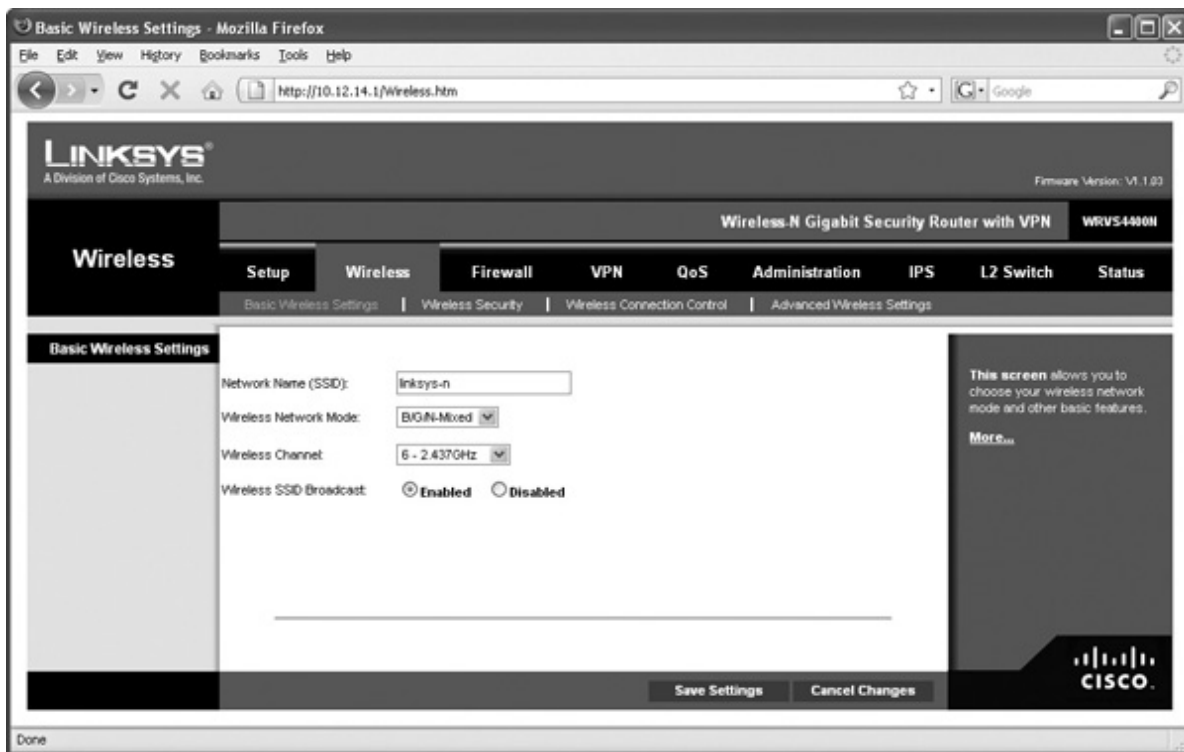 Basic Wireless Settings - Mozilla Firefox
File Edit View History Bookmarks Tools Help
http://10.12.14.1/Wireless.htm
Google
LINKSYS®
A Division of Cisco Systems, Inc.
Firmware Version: V1.1.03
Wireless-N Gigabit Security Router with VPN WRVS4400N
Wireless
Setup Wireless Firewall VPN QoS Administration IPS L2 Switch Status
Basic Wireless Settings | Wireless Security | Wireless Connection Control | Advanced Wireless Settings
Basic Wireless Settings
Network Name (SSID): linksys-n
Wireless Network Mode: B/G/N-Mixed
Wireless Channel: 6 - 2.437GHz
Wireless SSID Broadcast: Enabled Disabled
This screen allows you to
choose your wireless network
mode and other basic features.
More...
Save Settings Cancel Changes
CISCO.
Done